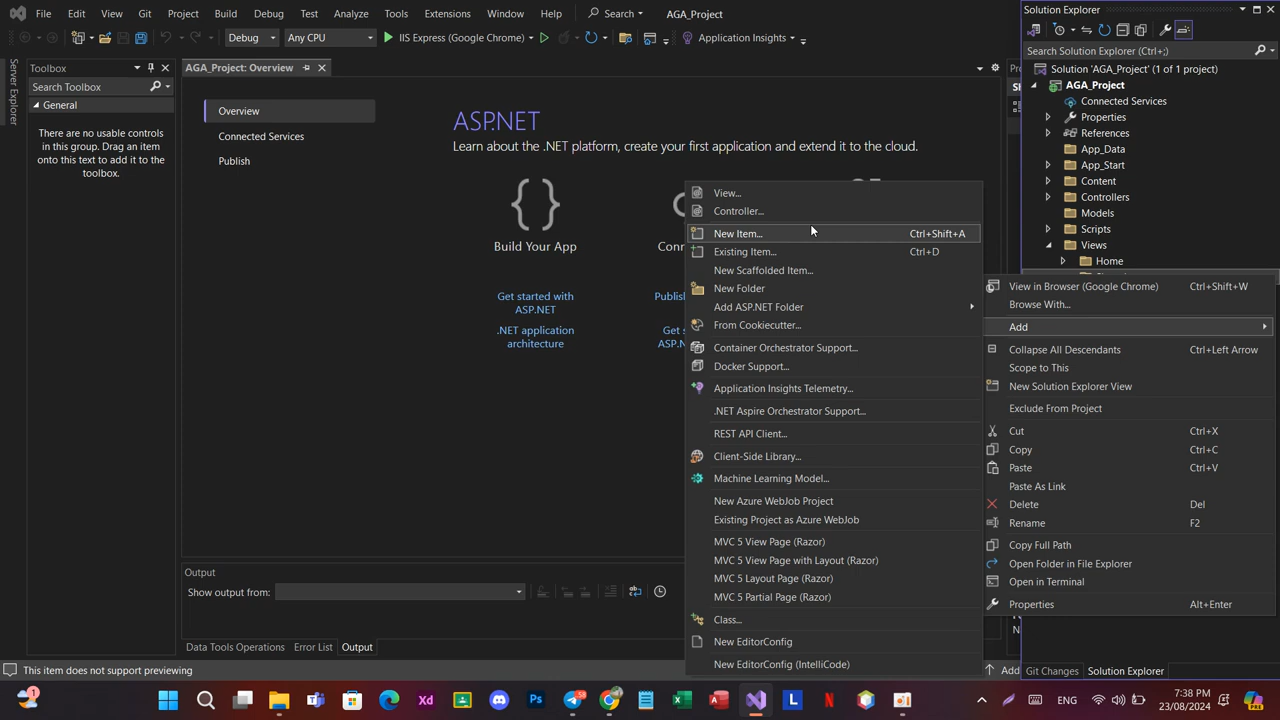 File Edit View Git Project Build Debug Test Analyze Tools Extensions Window Help Search AGA_Project
Debug Any CPU IIS Express (Google Chrome) Application Insights
Server Explorer
Toolbox
Search Toolbox
General
There are no usable controls
in this group. Drag an item
onto this text to add it to the
toolbox.
AGA_Project: Overview
Overview
Connected Services
Publish
ASP.NET
Learn about the .NET platform, create your first application and extend it to the cloud.
Build Your App
Get started with
ASP.NET
.NET application
architecture
View...
Controller...
New Item... Ctrl+Shift+A
Existing Item... Ctrl+D
New Scaffolded Item...
New Folder
Add ASP.NET Folder
From Cookiecutter...
Container Orchestrator Support...
Docker Support...
Application Insights Telemetry...
.NET Aspire Orchestrator Support...
REST API Client...
Client-Side Library...
Machine Learning Model...
New Azure WebJob Project
Existing Project as Azure WebJob
MVC 5 View Page (Razor)
MVC 5 View Page with Layout (Razor)
MVC 5 Layout Page (Razor)
MVC 5 Partial Page (Razor)
Class...
New EditorConfig
New EditorConfig (IntelliCode)
Solution Explorer
Search Solution Explorer (Ctrl+;)
Solution 'AGA_Project' (1 of 1 project)
AGA_Project
Connected Services
Properties
References
App_Data
App_Start
Content
Controllers
Models
Scripts
Views
Home
View in Browser (Google Chrome) Ctrl+Shift+W
Browse With...
Add
Collapse All Descendants Ctrl+Left Arrow
Scope to This
New Solution Explorer View
Exclude From Project
Cut Ctrl+X
Copy Ctrl+C
Paste Ctrl+V
Paste As Link
Delete Del
Rename F2
Copy Full Path
Open Folder in File Explorer
Open in Terminal
Properties Alt+Enter
Output
Show output from:
Data Tools Operations Error List Output
Git Changes Solution Explorer
This item does not support previewing
Add
ENG
7:38 PM
23/08/2024